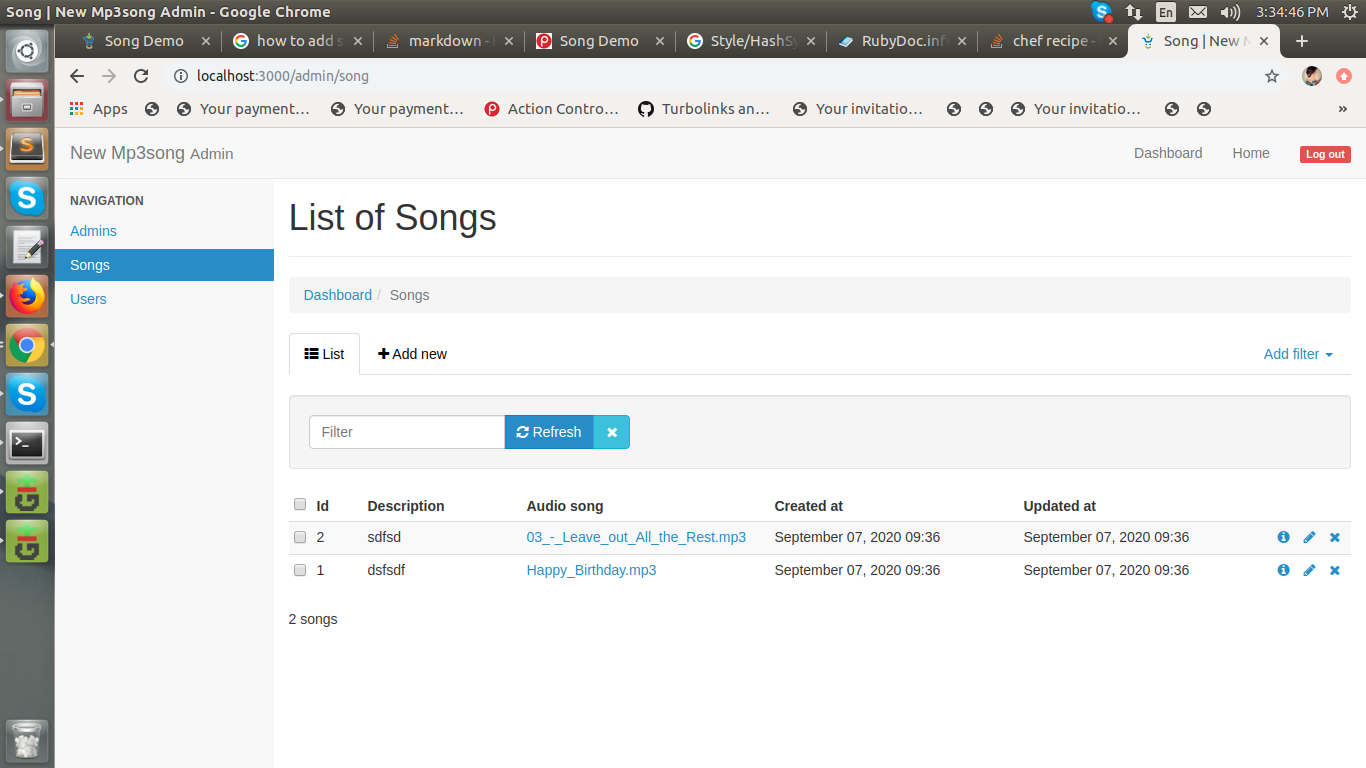 Song | New Mp3song Admin - Google Chrome
En
3:34:46 PM
Song Demo
how to add s
markdown -
Song Demo
Style/HashSy
RubyDoc.inf
chef recipe -
Song | New M
localhost:3000/admin/song
Apps
Your payment…
Your payment…
Action Contro…
Turbolinks an…
Your invitatio…
Your invitatio…
»
New Mp3song Admin
Dashboard
Home
Log out
NAVIGATION
Admins
Songs
Users
List of Songs
Dashboard / Songs
List
Add new
Add filter
Filter
Refresh
Id Description Audio song Created at Updated at
2 sdfsd 03_-_Leave_out_All_the_Rest.mp3 September 07, 2020 09:36 September 07, 2020 09:36
1 dsfsdf Happy_Birthday.mp3 September 07, 2020 09:36 September 07, 2020 09:36
2 songs